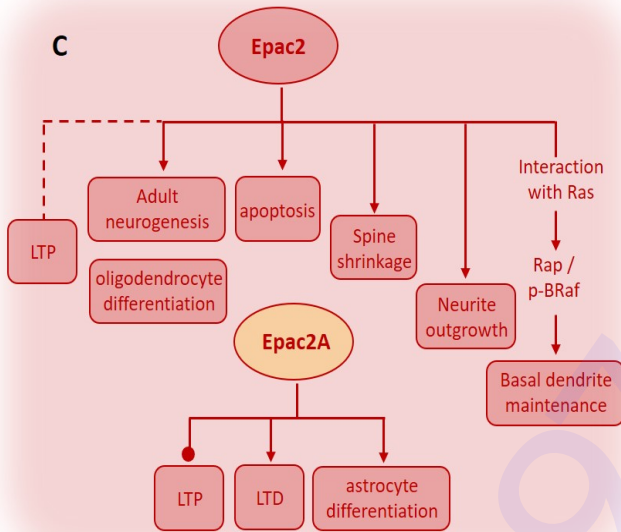 C
Epac2
Interaction
with Ras
Adult
neurogenesis
apoptosis
Spine
shrinkage
LTP
oligodendrocyte
differentiation
Rap /
p-BRaf
Neurite
outgrowth
Epac2A
Basal dendrite
maintenance
LTP
LTD
astrocyte
differentiation